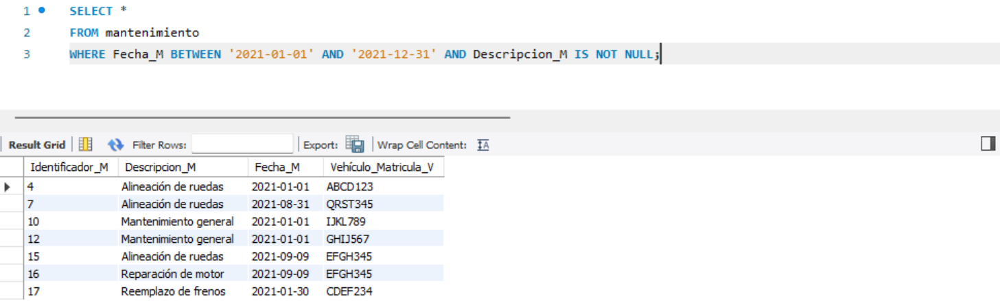 1 SELECT *
2 FROM mantenimiento
3 WHERE Fecha_M BETWEEN '2021-01-01' AND '2021-12-31' AND Descripcion_M IS NOT NULL;
Result Grid Filter Rows: Export: Wrap Cell Content: IA
Identificador_M Descripcion_M Fecha_M Vehículo_Matricula_V
4 Alineación de ruedas 2021-01-01 ABCD123
7 Alineación de ruedas 2021-08-31 QRST345
10 Mantenimiento general 2021-01-01 IJKL789
12 Mantenimiento general 2021-01-01 GHIJ567
15 Alineación de ruedas 2021-09-09 EFGH345
16 Reparación de motor 2021-09-09 EFGH345
17 Reemplazo de frenos 2021-01-30 CDEF234